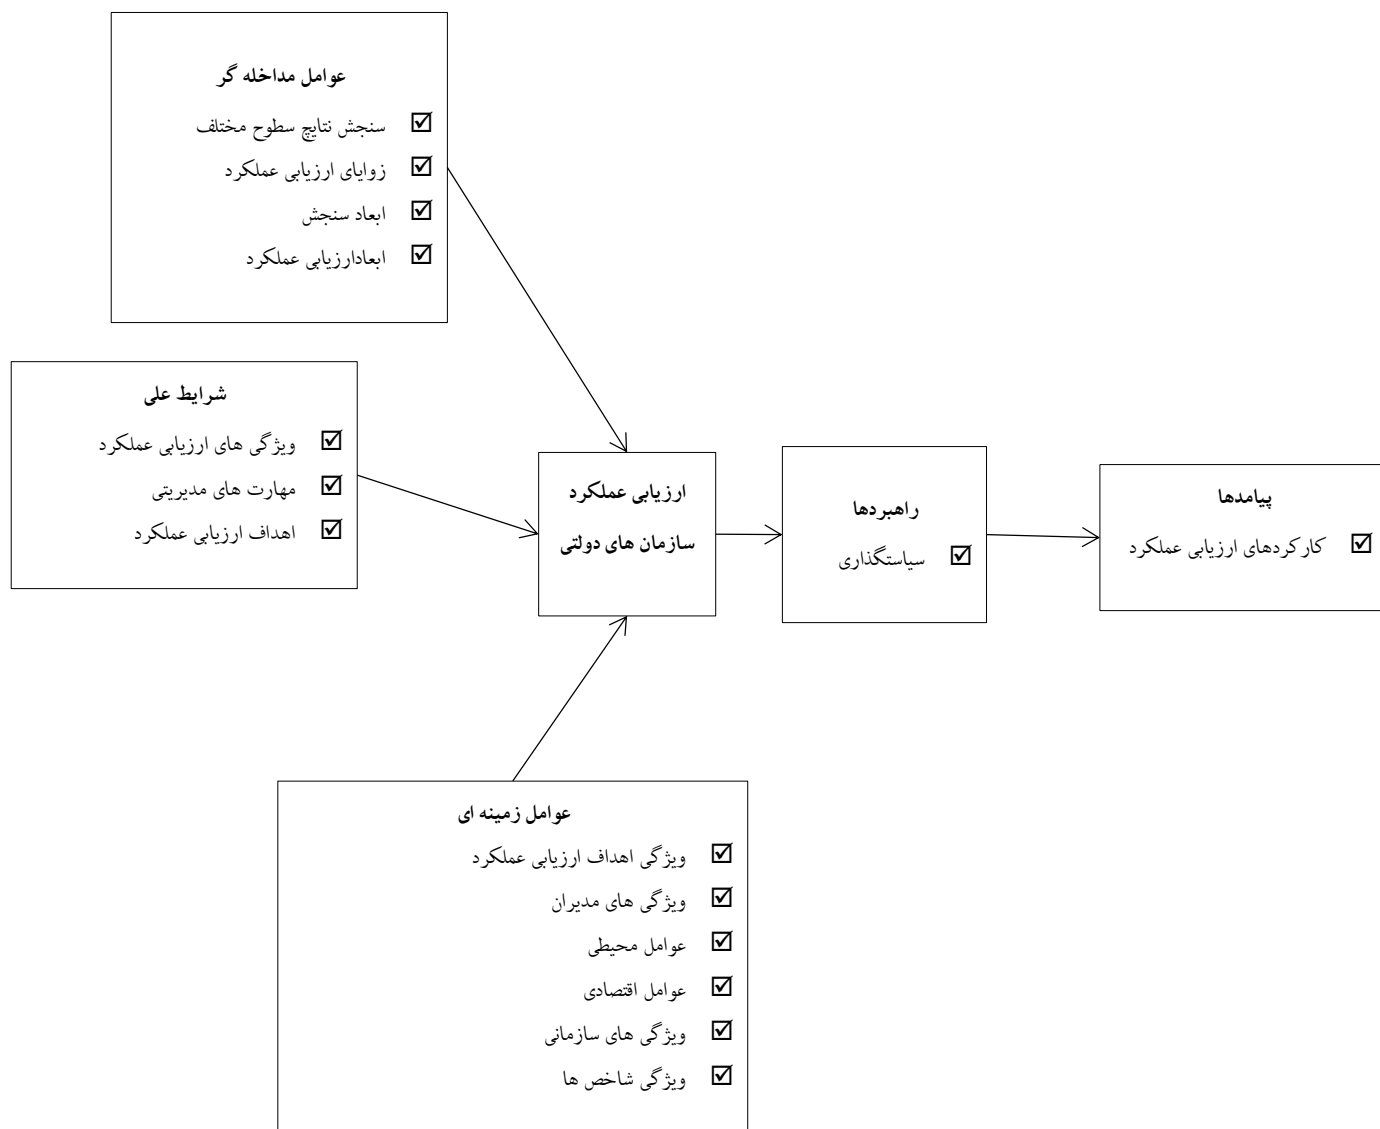 عوامل مداخله گر
سنجش نتایچ سطوح مختلف
زوایای ارزیابی عملکرد
ابعاد سنجش
ابعادارزیابی عملکرد
شرایط علی
ویژگی های ارزیابی عملکرد
مهارت های مدیریتی
اهداف ارزیابی عملکرد
ارزیابی عملکرد
سازمان های دولتی
راهبردها
سیاستگذاری
پیامدها
کارکردهای ارزیابی عملکرد
عوامل زمینه ای
ویژگی اهداف ارزیابی عملکرد
ویژگی های مدیران
عوامل محیطی
عوامل اقتصادی
ویژگی های سازمانی
ویژگی شاخص ها